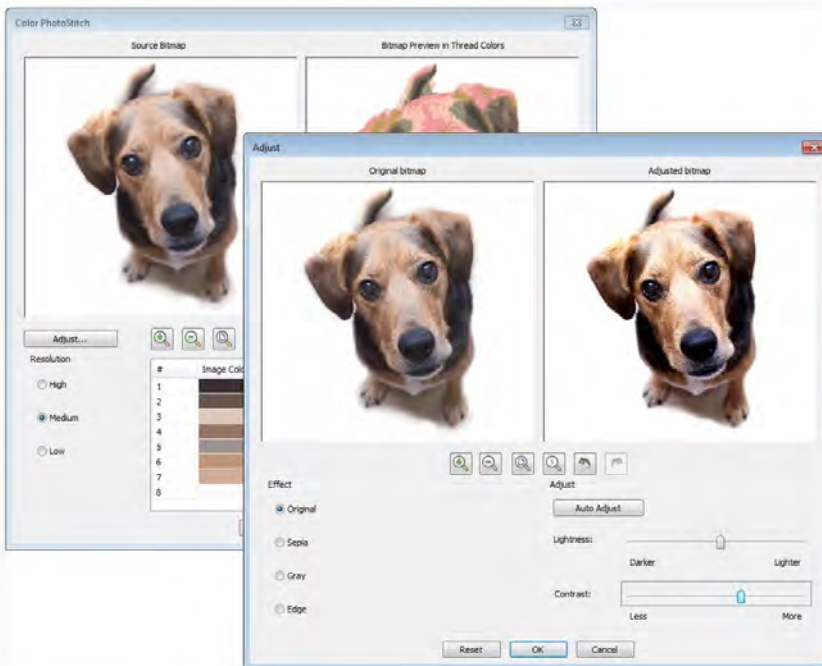 Color PhotoStitch
Source Bitmap
Bitmap Preview in Thread Colors
Adjust...
Resolution
High
Medium
Low
#
1
2
3
4
5
6
7
8
Adjust
Original bitmap
Adjusted bitmap
Effect
Original
Sepia
Gray
Edge
Adjust
Auto Adjust
Lightness:
Darker Lighter
Contrast:
Less More
Reset OK Cancel